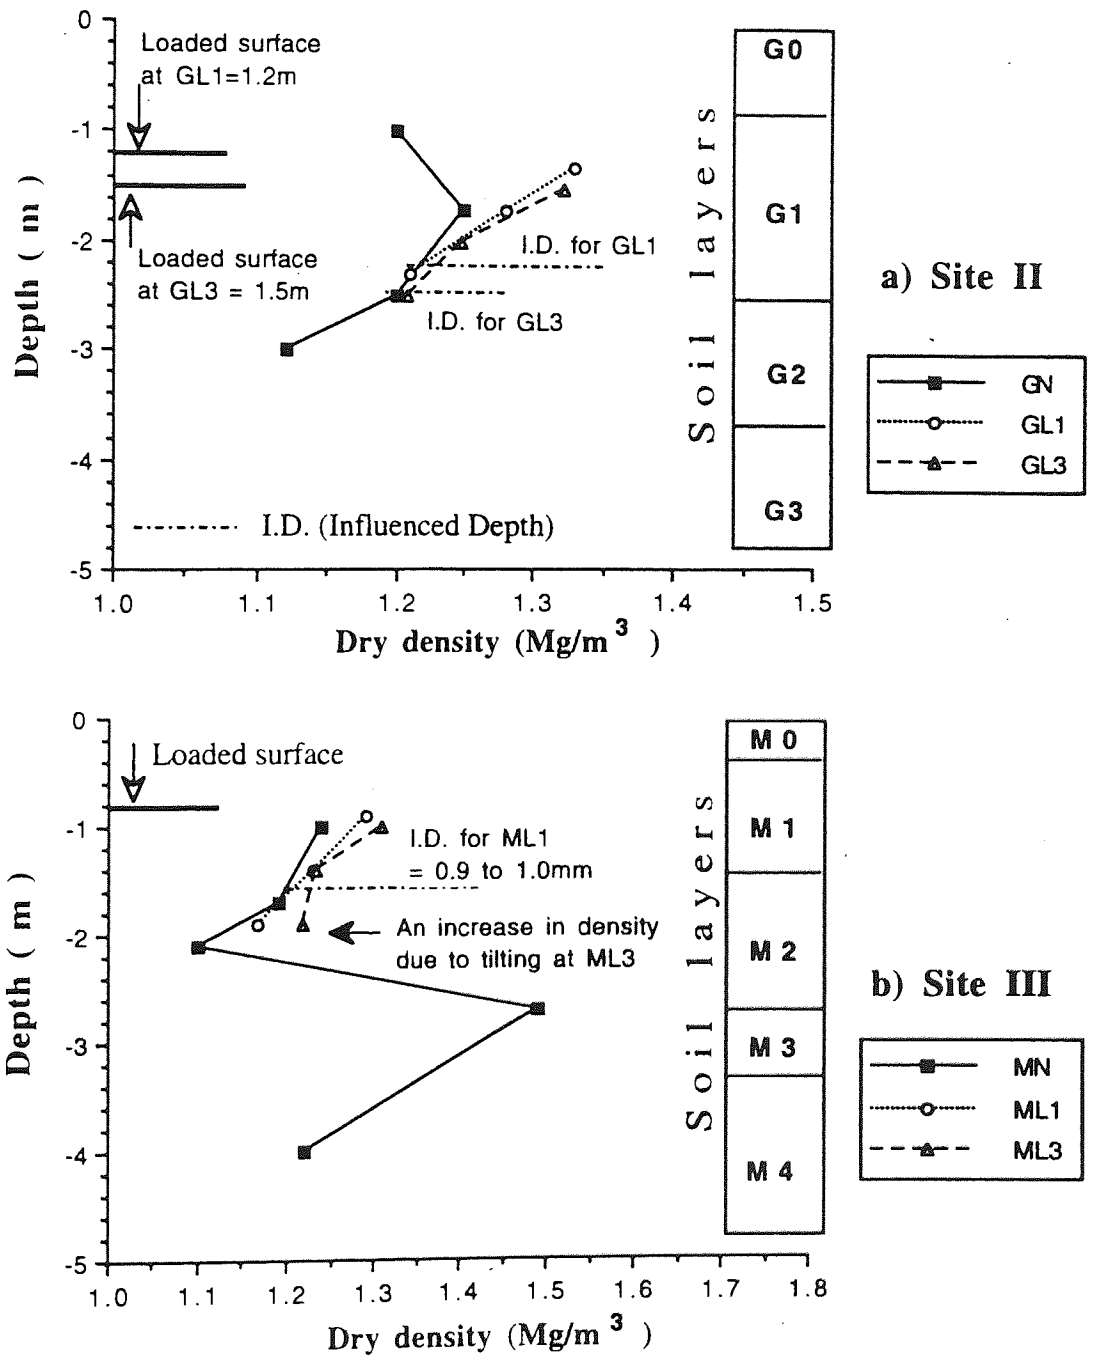 0
-1
-2
-3
-4
-5
Depth ( m )
Loaded surface
at GL1=1.2m
Loaded surface
at GL3 = 1.5m
I.D. for GL1
I.D. for GL3
I.D. (Influenced Depth)
1.0 1.1 1.2 1.3 1.4 1.5
Dry density (Mg/m³ )
Soil layers
G0
G1
G2
G3
a) Site II
GN
GL1
GL3
0
-1
-2
-3
-4
-5
Depth ( m )
Loaded surface
I.D. for ML1
= 0.9 to 1.0mm
An increase in density
due to tilting at ML3
1.0 1.1 1.2 1.3 1.4 1.5 1.6 1.7 1.8
Dry density (Mg/m³ )
Soil layers
M 0
M 1
M 2
M 3
M 4
b) Site III
MN
ML1
ML3